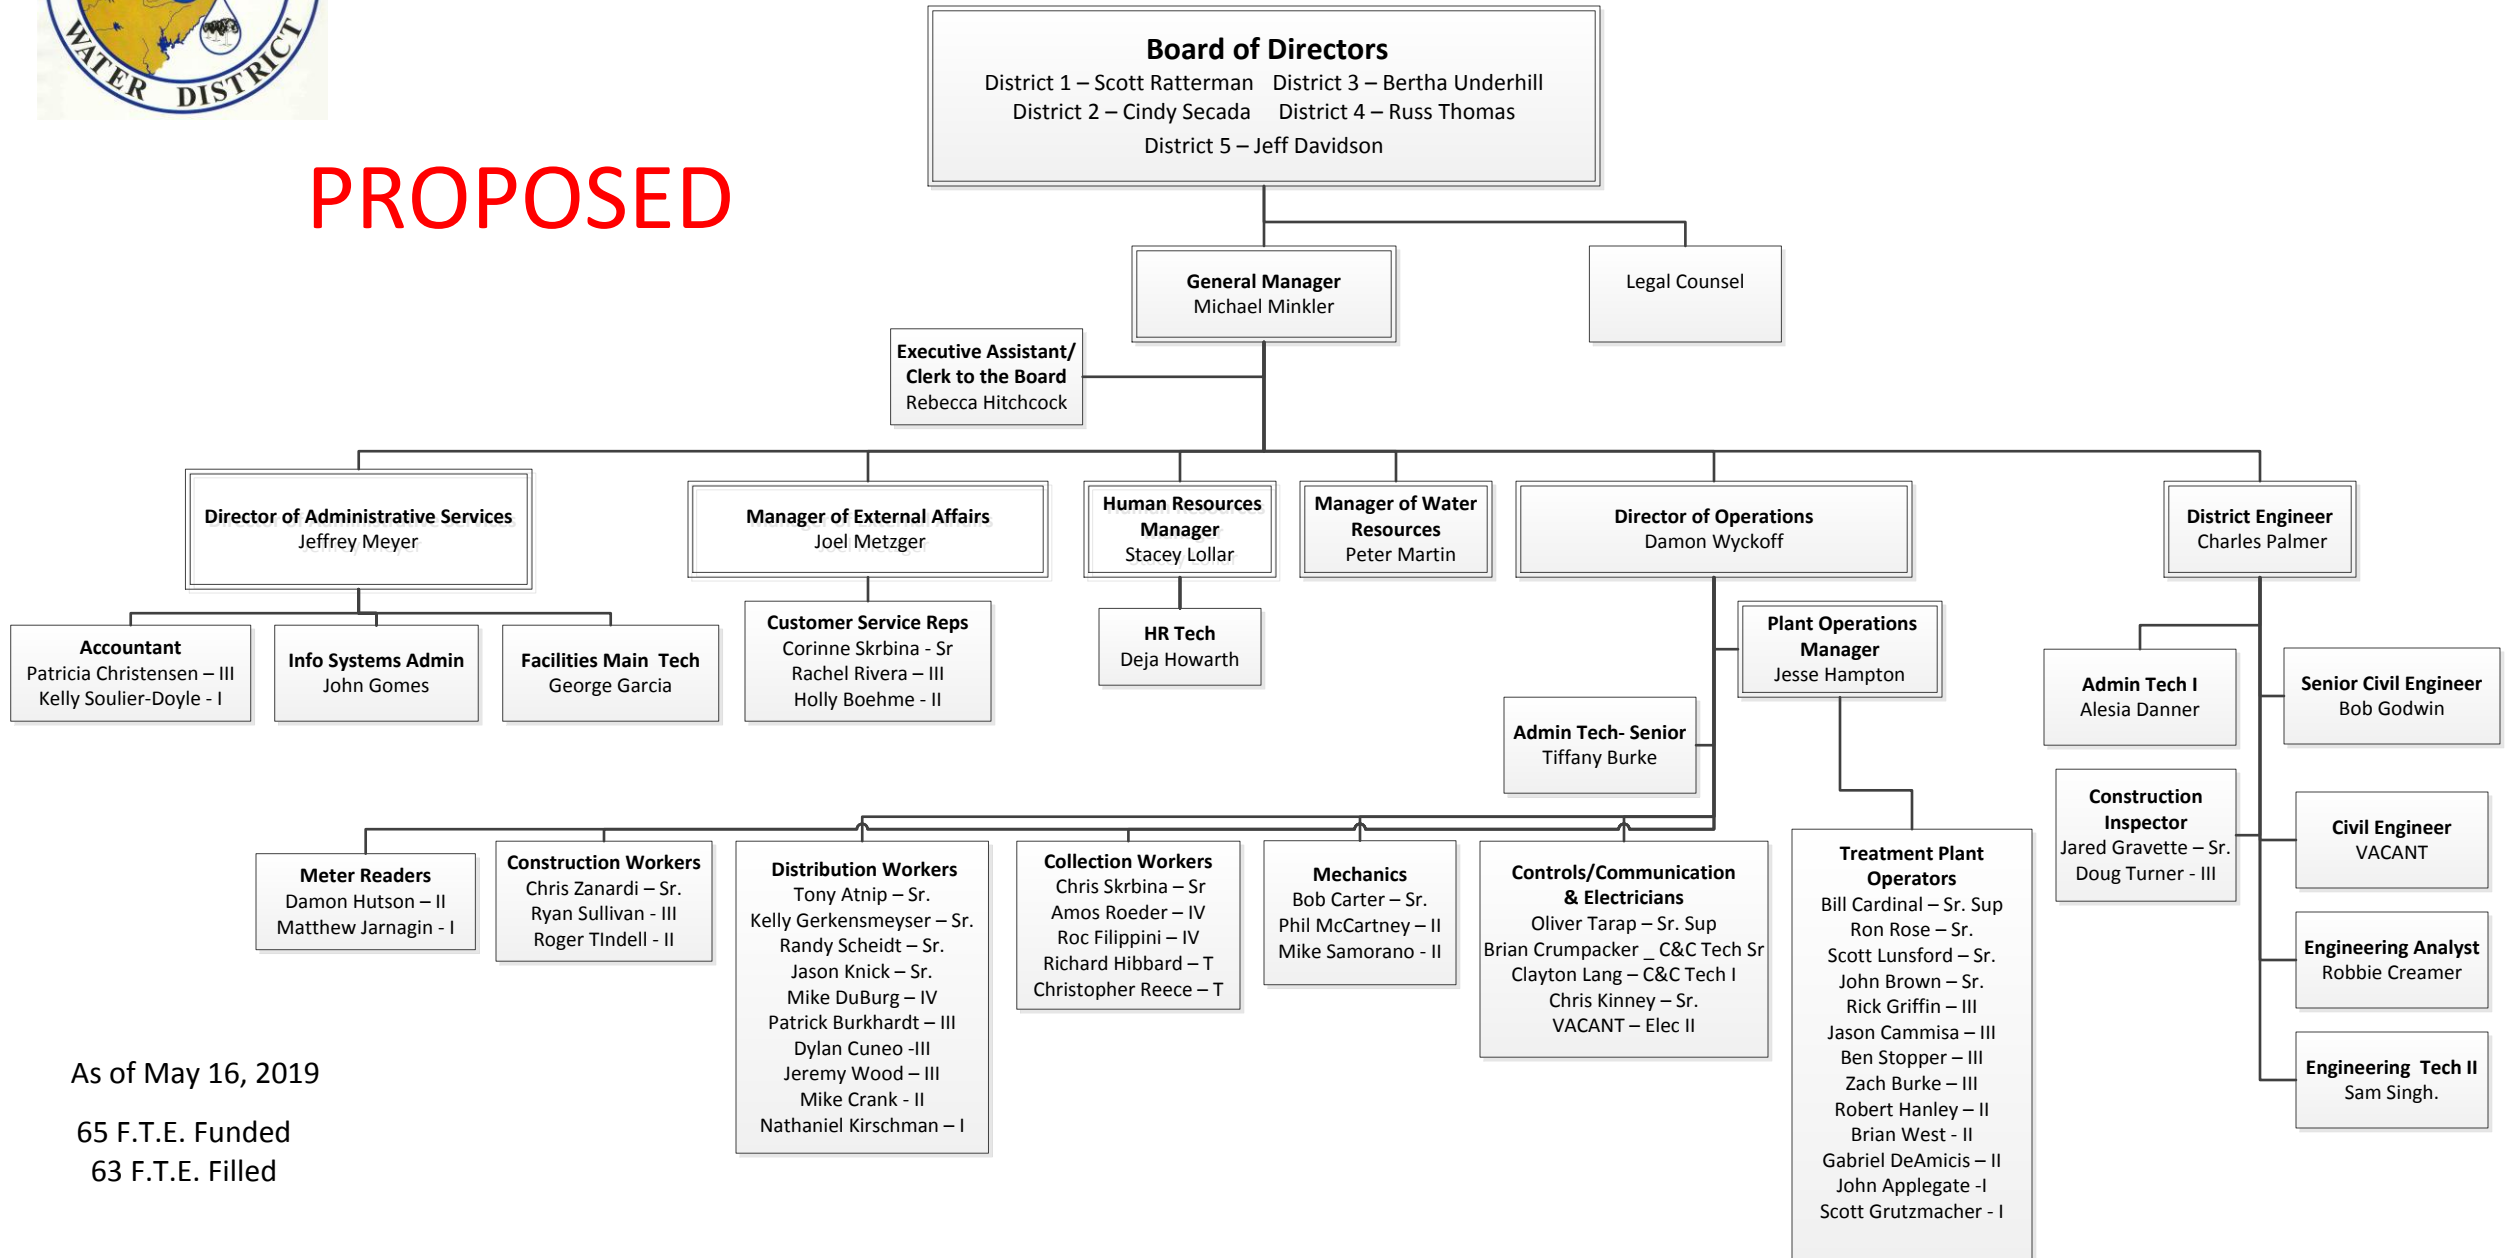 WATER DISTRICT
PROPOSED
Board of Directors
District 1 – Scott Ratterman District 3 – Bertha Underhill
District 2 – Cindy Secada District 4 – Russ Thomas
District 5 – Jeff Davidson
General Manager
Michael Minkler
Legal Counsel
Executive Assistant/
Clerk to the Board
Rebecca Hitchcock
Director of Administrative Services
Jeffrey Meyer
Manager of External Affairs
Joel Metzger
Human Resources
Manager
Stacey Lollar
Manager of Water
Resources
Peter Martin
Director of Operations
Damon Wyckoff
District Engineer
Charles Palmer
Accountant
Patricia Christensen – III
Kelly Soulier-Doyle - I
Info Systems Admin
John Gomes
Facilities Main Tech
George Garcia
Customer Service Reps
Corinne Skrbina - Sr
Rachel Rivera – III
Holly Boehme - II
HR Tech
Deja Howarth
Plant Operations
Manager
Jesse Hampton
Admin Tech- Senior
Tiffany Burke
Admin Tech I
Alesia Danner
Senior Civil Engineer
Bob Godwin
Construction
Inspector
Jared Gravette – Sr.
Doug Turner - III
Civil Engineer
VACANT
Engineering Analyst
Robbie Creamer
Engineering Tech II
Sam Singh.
Meter Readers
Damon Hutson – II
Matthew Jarnagin - I
Construction Workers
Chris Zanardi – Sr.
Ryan Sullivan - III
Roger TIndell - II
Distribution Workers
Tony Atnip – Sr.
Kelly Gerkensmeyser – Sr.
Randy Scheidt – Sr.
Jason Knick – Sr.
Mike DuBurg – IV
Patrick Burkhardt – III
Dylan Cuneo -III
Jeremy Wood – III
Mike Crank - II
Nathaniel Kirschman – I
Collection Workers
Chris Skrbina – Sr
Amos Roeder – IV
Roc Filippini – IV
Richard Hibbard – T
Christopher Reece – T
Mechanics
Bob Carter – Sr.
Phil McCartney – II
Mike Samorano - II
Controls/Communication
& Electricians
Oliver Tarap – Sr. Sup
Brian Crumpacker _ C&C Tech Sr
Clayton Lang – C&C Tech I
Chris Kinney – Sr.
VACANT – Elec II
Treatment Plant
Operators
Bill Cardinal – Sr. Sup
Ron Rose – Sr.
Scott Lunsford – Sr.
John Brown – Sr.
Rick Griffin – III
Jason Cammisa – III
Ben Stopper – III
Zach Burke – III
Robert Hanley – II
Brian West - II
Gabriel DeAmicis – II
John Applegate -I
Scott Grutzmacher - I
As of May 16, 2019
65 F.T.E. Funded
63 F.T.E. Filled